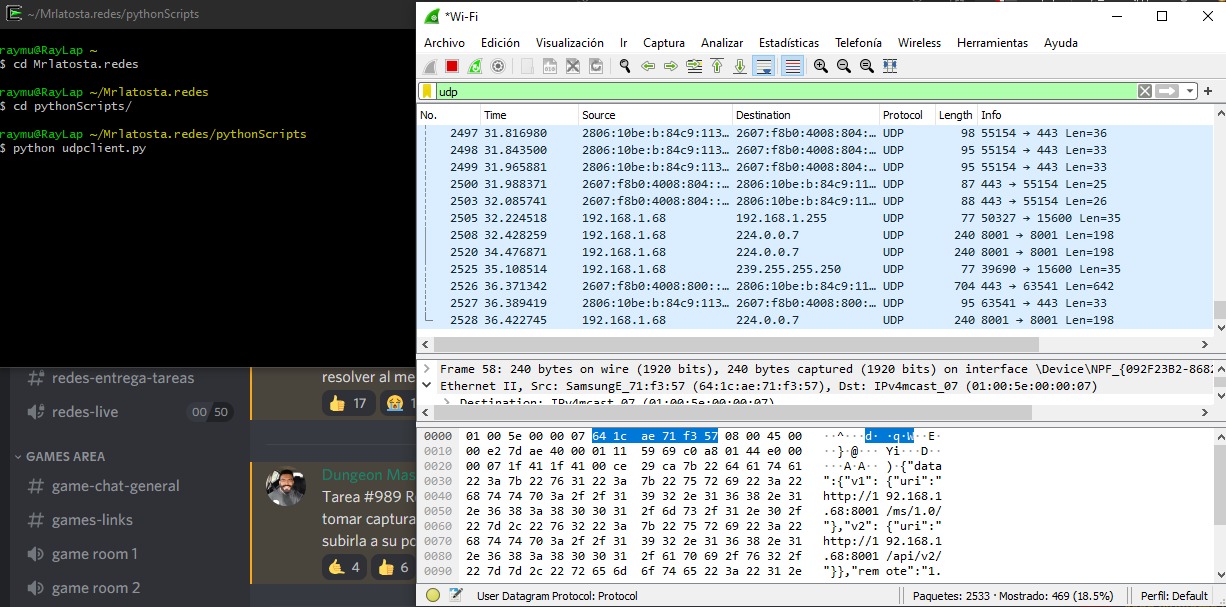 ~/Mrlatosta.redes/pythonScripts
raymu@RayLap ~
$ cd Mrlatosta.redes
raymu@RayLap ~/Mrlatosta.redes
$ cd pythonScripts/
raymu@RayLap ~/Mrlatosta.redes/pythonScripts
$ python udpclient.py
# redes-entrega-tareas
redes-live 00 50
GAMES AREA
# game-chat-general
# games-links
game room 1
game room 2
resolver al me
👍 17 😭 1
Dungeon Mas
Tarea #989 R
tomar captura
subirla a su po
🤙 4 👍 6
*Wi-Fi
Archivo Edición Visualización Ir Captura Analizar Estadísticas Telefonía Wireless Herramientas Ayuda
udp
No. Time Source Destination Protocol Length Info
2497 31.816980 2806:10be:b:84c9:113… 2607:f8b0:4008:804:… UDP 98 55154 → 443 Len=36
2498 31.843500 2806:10be:b:84c9:113… 2607:f8b0:4008:804:… UDP 95 55154 → 443 Len=33
2499 31.965881 2806:10be:b:84c9:113… 2607:f8b0:4008:804:… UDP 95 55154 → 443 Len=33
2500 31.988371 2607:f8b0:4008:804::… 2806:10be:b:84c9:11… UDP 87 443 → 55154 Len=25
2503 32.085741 2607:f8b0:4008:804::… 2806:10be:b:84c9:11… UDP 88 443 → 55154 Len=26
2505 32.224518 192.168.1.68 192.168.1.255 UDP 77 50327 → 15600 Len=35
2508 32.428259 192.168.1.68 224.0.0.7 UDP 240 8001 → 8001 Len=198
2520 34.476871 192.168.1.68 224.0.0.7 UDP 240 8001 → 8001 Len=198
2525 35.108514 192.168.1.68 239.255.255.250 UDP 77 39690 → 15600 Len=35
2526 36.371342 2607:f8b0:4008:800::… 2806:10be:b:84c9:11… UDP 704 443 → 63541 Len=642
2527 36.389419 2806:10be:b:84c9:113… 2607:f8b0:4008:800:… UDP 95 63541 → 443 Len=33
2528 36.422745 192.168.1.68 224.0.0.7 UDP 240 8001 → 8001 Len=198
Frame 58: 240 bytes on wire (1920 bits), 240 bytes captured (1920 bits) on interface \Device\NPF_{092F23B2-868
Ethernet II, Src: SamsungE_71:f3:57 (64:1c:ae:71:f3:57), Dst: IPv4mcast_07 (01:00:5e:00:00:07)
Destination: IPv4mcast_07 (01:00:5e:00:00:07)
0000 01 00 5e 00 00 07 64 1c ae 71 f3 57 08 00 45 00 ··^···d· ·q·W··E·
0010 00 e2 7d ae 40 00 01 11 59 69 c0 a8 01 44 e0 00 ··}·@··· Yi···D··
0020 00 07 1f 41 1f 41 00 ce 29 ca 7b 22 64 61 74 61 ···A·A·· )·{"data
0030 22 3a 7b 22 76 31 22 3a 7b 22 75 72 69 22 3a 22 ":{"v1": {"uri":"
0040 68 74 74 70 3a 2f 2f 31 39 32 2e 31 36 38 2e 31 http://1 92.168.1
0050 2e 36 38 3a 38 30 30 31 2f 6d 73 2f 31 2e 30 2f .68:8001 /ms/1.0/
0060 22 7d 2c 22 76 32 22 3a 7b 22 75 72 69 22 3a 22 "},"v2": {"uri":"
0070 68 74 74 70 3a 2f 2f 31 39 32 2e 31 36 38 2e 31 http://1 92.168.1
0080 2e 36 38 3a 38 30 30 31 2f 61 70 69 2f 76 32 2f .68:8001 /api/v2/
0090 22 7d 7d 2c 22 72 65 6d 6f 74 65 22 3a 22 31 2e "}},"rem ote":"1.
User Datagram Protocol: Protocol Paquetes: 2533 · Mostrado: 469 (18.5%) Perfil: Default